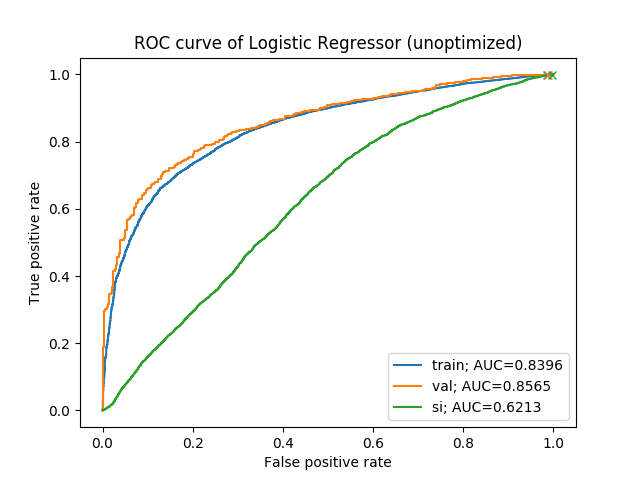 ROC curve of Logistic Regressor (unoptimized)
1.0
0.8
0.6
0.4
0.2
0.0
True positive rate
train; AUC=0.8396
val; AUC=0.8565
si; AUC=0.6213
0.0 0.2 0.4 0.6 0.8 1.0
False positive rate